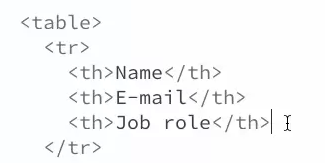 <table>
<tr>
<th>Name</th>
<th>E-mail</th>
<th>Job role</th>
</tr>